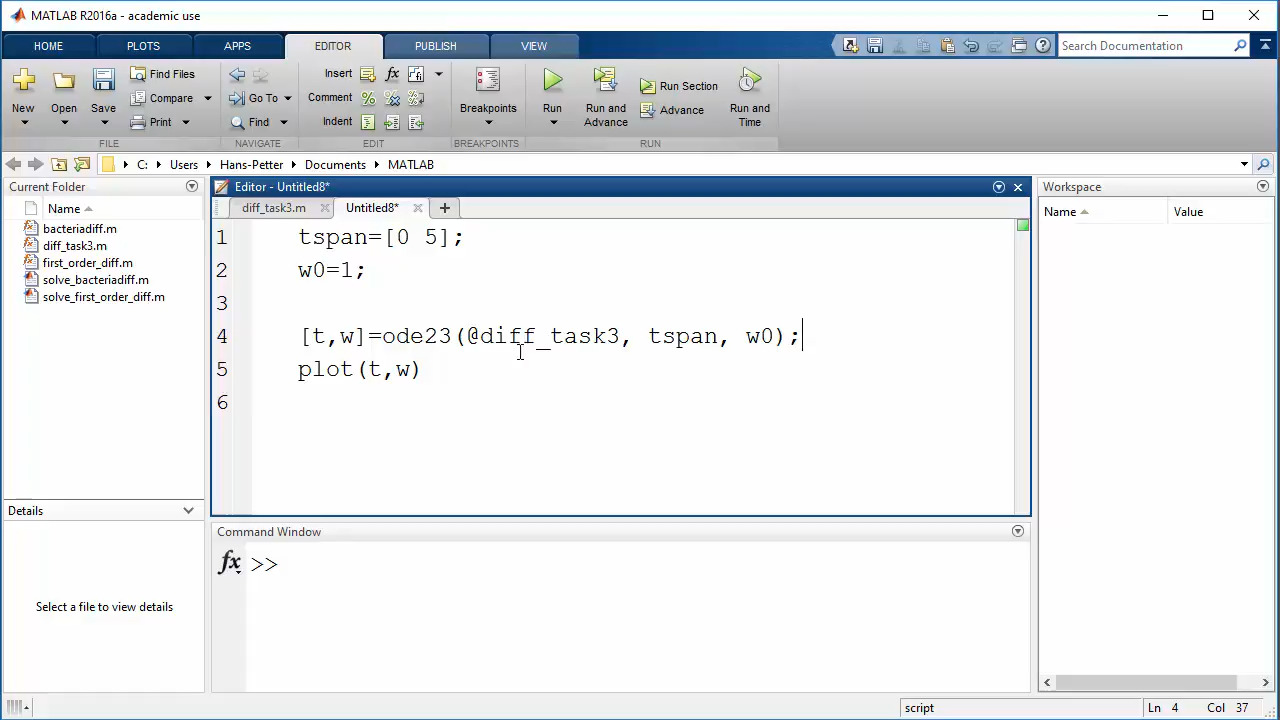 MATLAB R2016a - academic use
HOME PLOTS APPS EDITOR PUBLISH VIEW
Search Documentation
New Open Save
Find Files
Compare
Print
Go To
Find
Insert
Comment
Indent
fx
Breakpoints
Run
Run and Advance
Run Section
Advance
Run and Time
FILE NAVIGATE EDIT BREAKPOINTS RUN
C: Users Hans-Petter Documents MATLAB
Current Folder
Name
bacteriadiff.m
diff_task3.m
first_order_diff.m
solve_bacteriadiff.m
solve_first_order_diff.m
Details
Select a file to view details
Editor - Untitled8*
diff_task3.m Untitled8*
1 tspan=[0 5];
2 w0=1;
3
4 [t,w]=ode23(@diff_task3, tspan, w0);
5 plot(t,w)
6
Command Window
fx >>
Workspace
Name Value
script Ln 4 Col 37